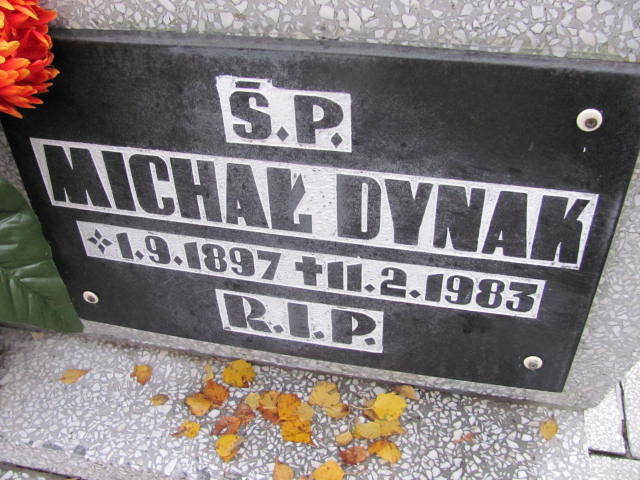 Ś.P.
MICHAŁ DYNAK
✣1.9.1897 ✝11.2.1983
R.I.P.